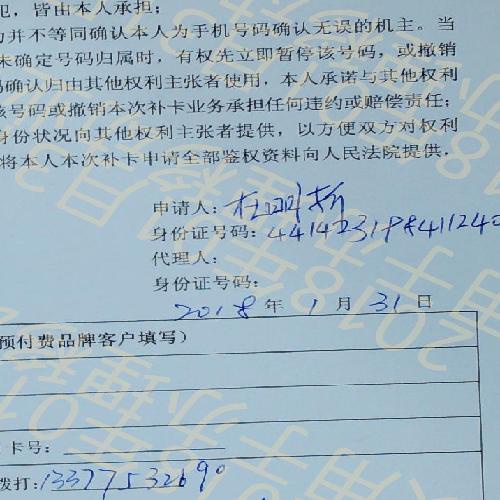 犯，皆由本人承担；
并不等同确认本人为手机号码确认无误的机主。当
未确定号码归属时，有权先立即暂停该号码，或撤销
码确认归由其他权利主张者使用，本人承诺与其他权利
该号码或撤销本次补卡业务承担任何违约或赔偿责任；
身份状况向其他权利主张者提供，以方便双方对权利
将本人本次补卡申请全部鉴权资料向人民法院提供，
申请人：杜明折
身份证号码：
代理人：
身份证号码：
2018 年 1 月 31 日
预付费品牌客户填写）
卡号：
拨打：13377532690